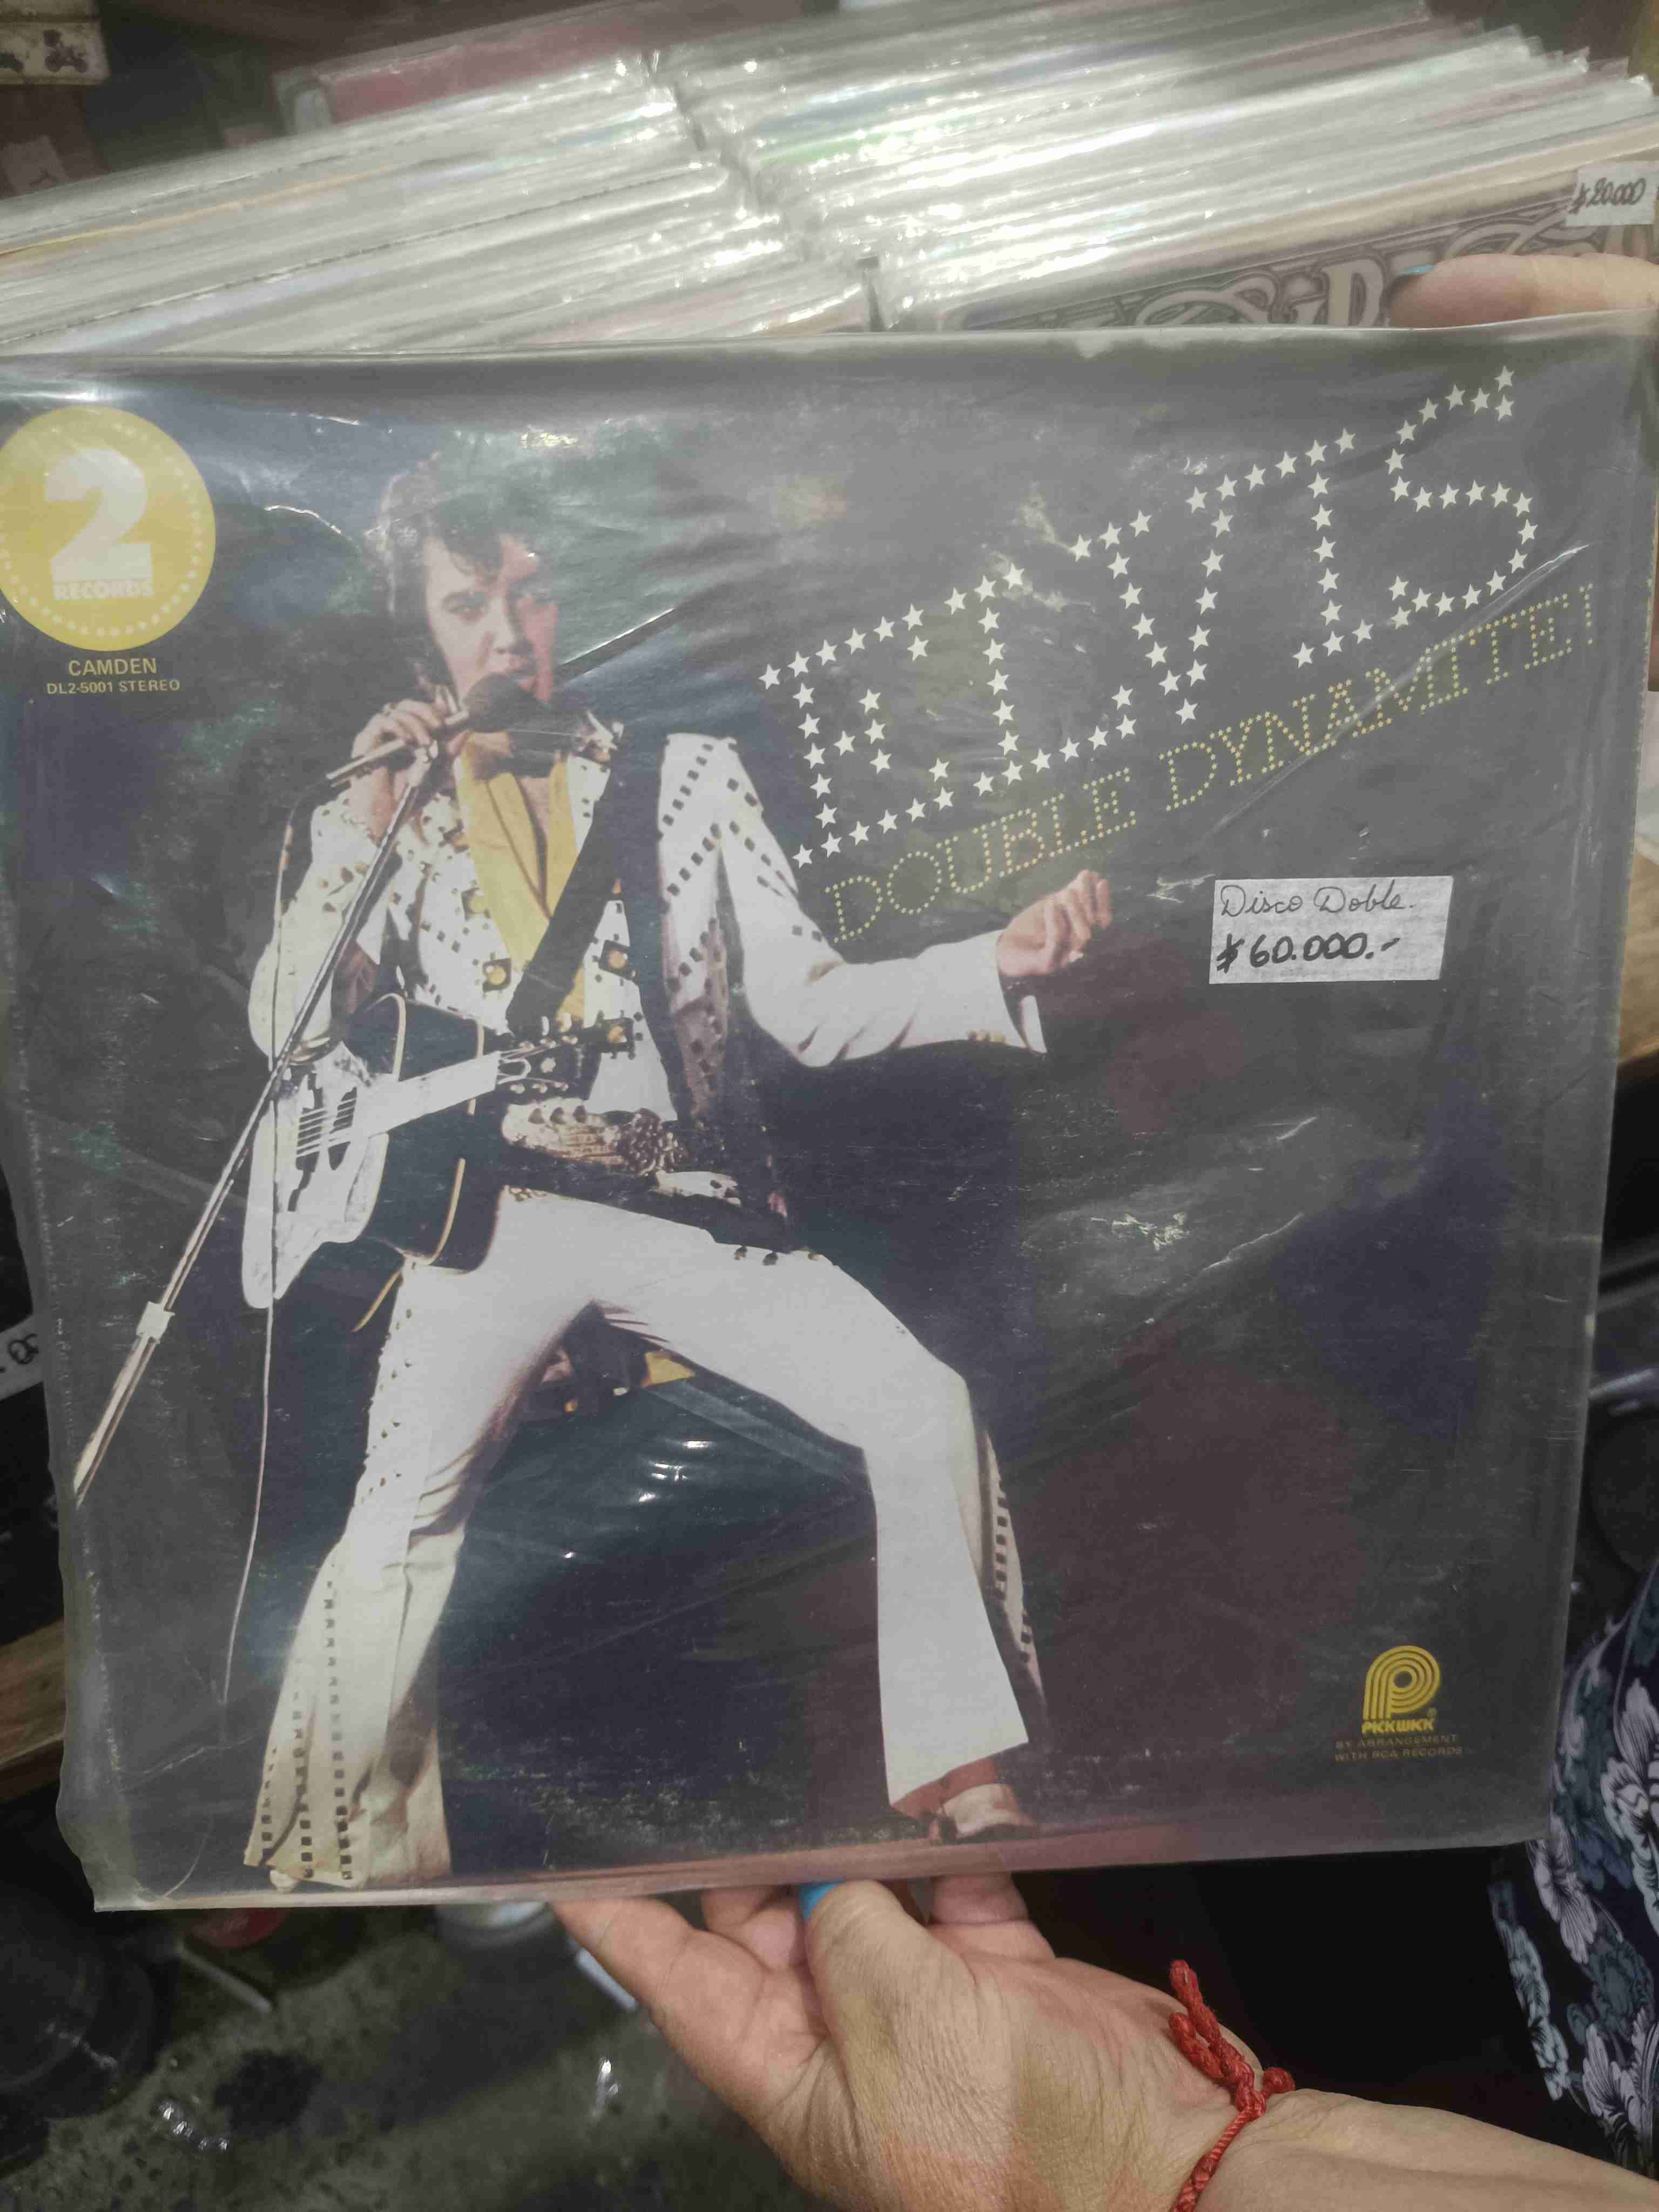 $20000
2
RECORDS
CAMDEN
DL2-5001 STEREO
ELVIS
DOUBLE DYNAMITE!
Disco Doble.
$60.000.-
PICKWICK®
BY ARRANGEMENT
WITH RCA RECORDS